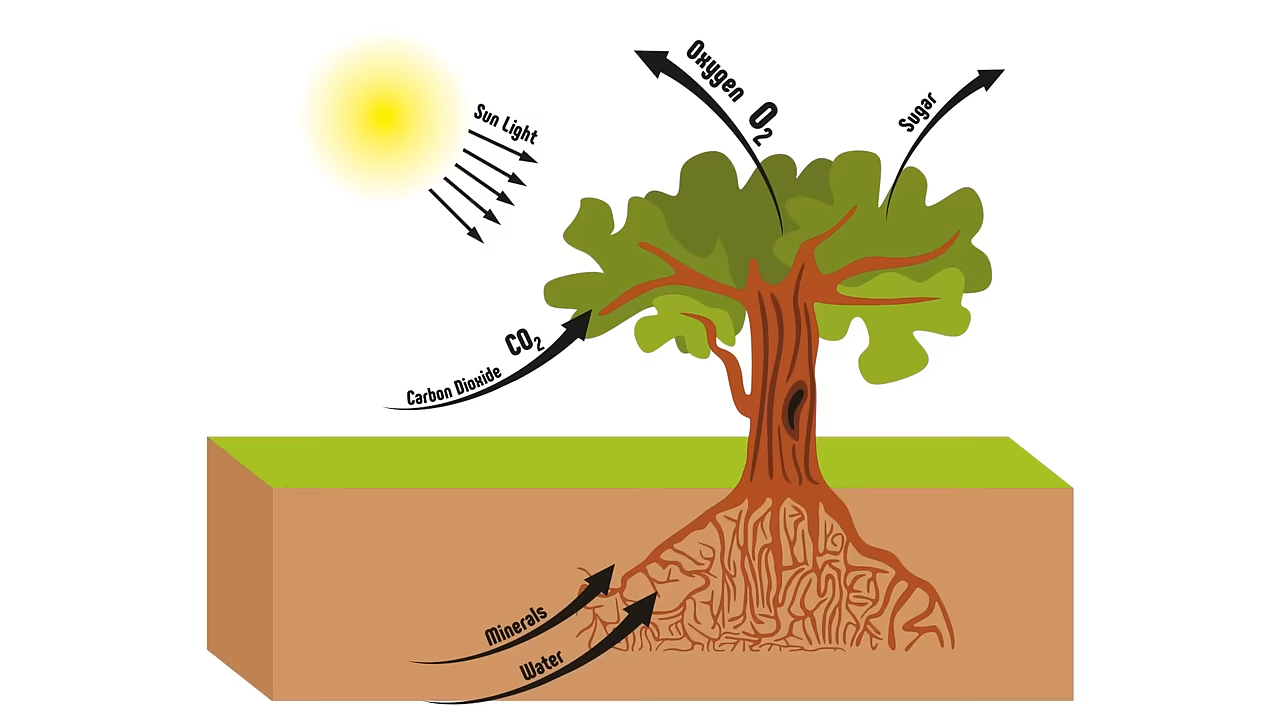 Sun Light
Oxygen O₂
Sugar
Carbon Dioxide CO₂
Minerals
Water